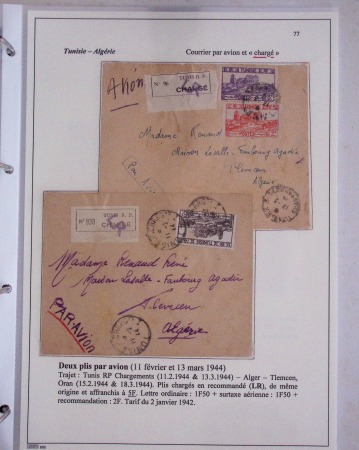 77
Tunisie – Algérie
Courrier par avion et « chargé »
Avion
TUNIS R. P.
CHARGÉ
Madame Renaud
Maison Lasalle - Faubourg Agadir
Tlemcen
Algérie
TUNIS R. P.
CHARGÉ
Madame Renaud René
Maison Lasalle - Faubourg Agadir
Tlemcen
Algérie
PAR AVION
Deux plis par avion (11 février et 13 mars 1944)
Trajet : Tunis RP Chargements (11.2.1944 & 13.3.1944) – Alger – Tlemcen,
Oran (15.2.1944 & 18.3.1944). Plis chargés en recommandé (LR), de même
origine et affranchis à 5F. Lettre ordinaire : 1F50 + surtaxe aérienne : 1F50 +
recommandation : 2F. Tarif du 2 janvier 1942.